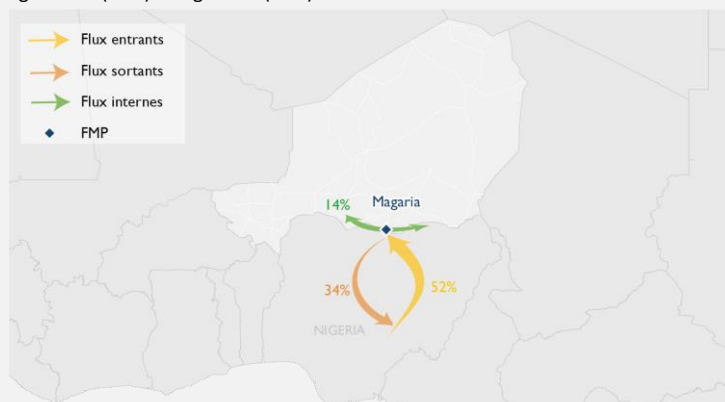 Flux entrants
Flux sortants
Flux internes
FMP
14%
Magaria
34%
52%
NIGERIA